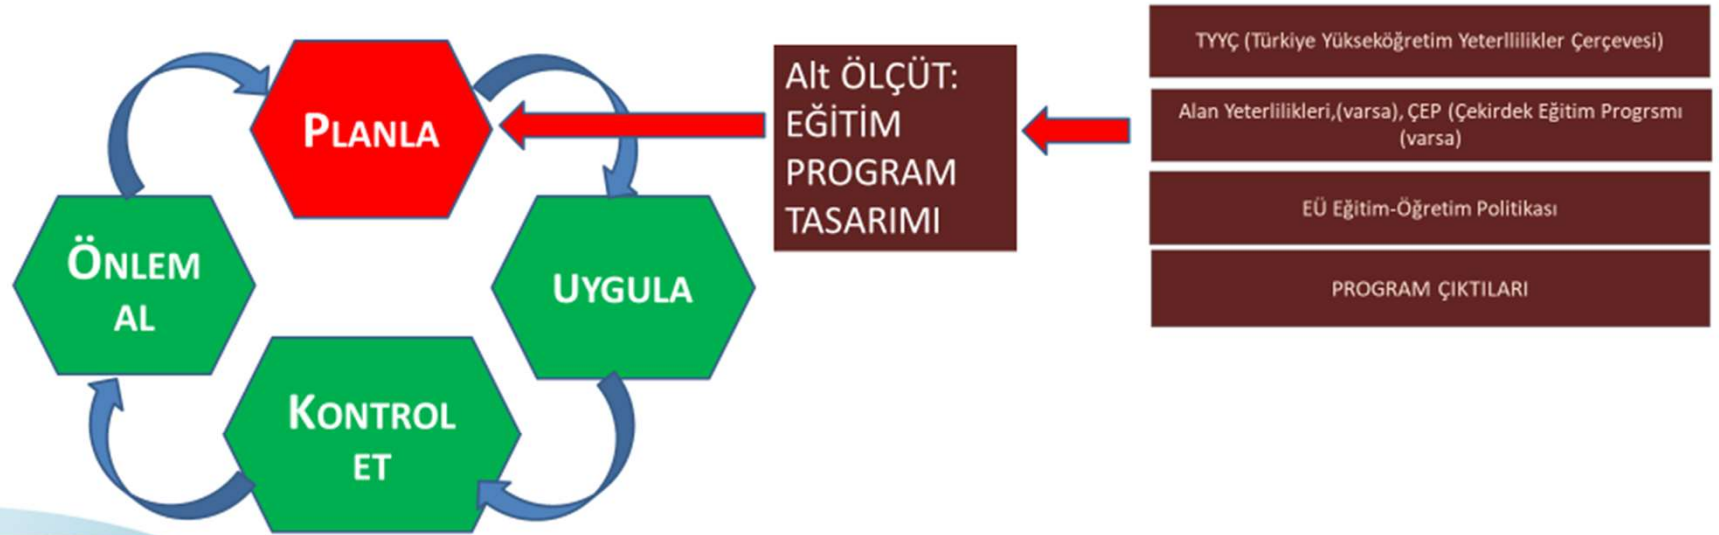 PLANLA
UYGULA
KONTROL
ET
ÖNLEM
AL
Alt ÖLÇÜT:
EĞİTİM
PROGRAM
TASARIMI
TYYÇ (Türkiye Yükseköğretim Yeterllilikler Çerçevesi)
Alan Yeterlilikleri,(varsa), ÇEP (Çekirdek Eğitim Progrsmı
(varsa)
EÜ Eğitim-Öğretim Politikası
PROGRAM ÇIKTILARI